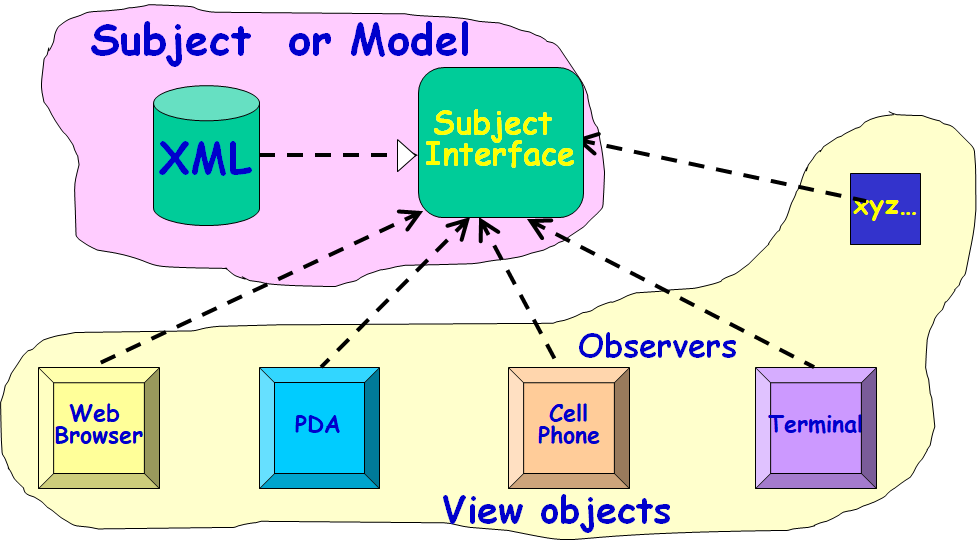 Subject or Model
XML
Subject
Interface
xyz...
Observers
Web
Browser
PDA
Cell
Phone
Terminal
View objects